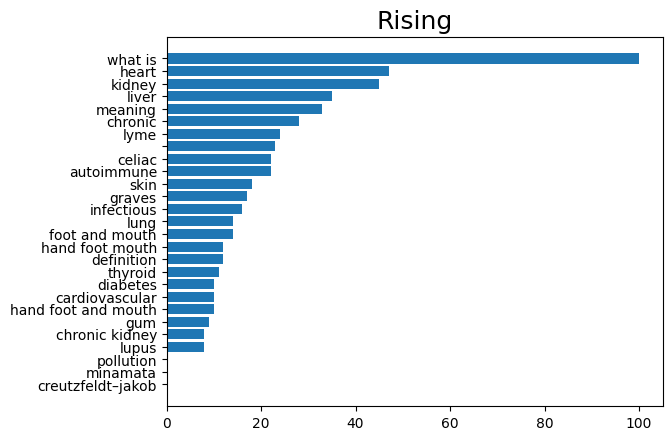 Rising
what is
heart
kidney
liver
meaning
chronic
lyme
celiac
autoimmune
skin
graves
infectious
lung
foot and mouth
hand foot mouth
definition
thyroid
diabetes
cardiovascular
hand foot and mouth
gum
chronic kidney
lupus
pollution
minamata
creutzfeldt–jakob
0 20 40 60 80 100